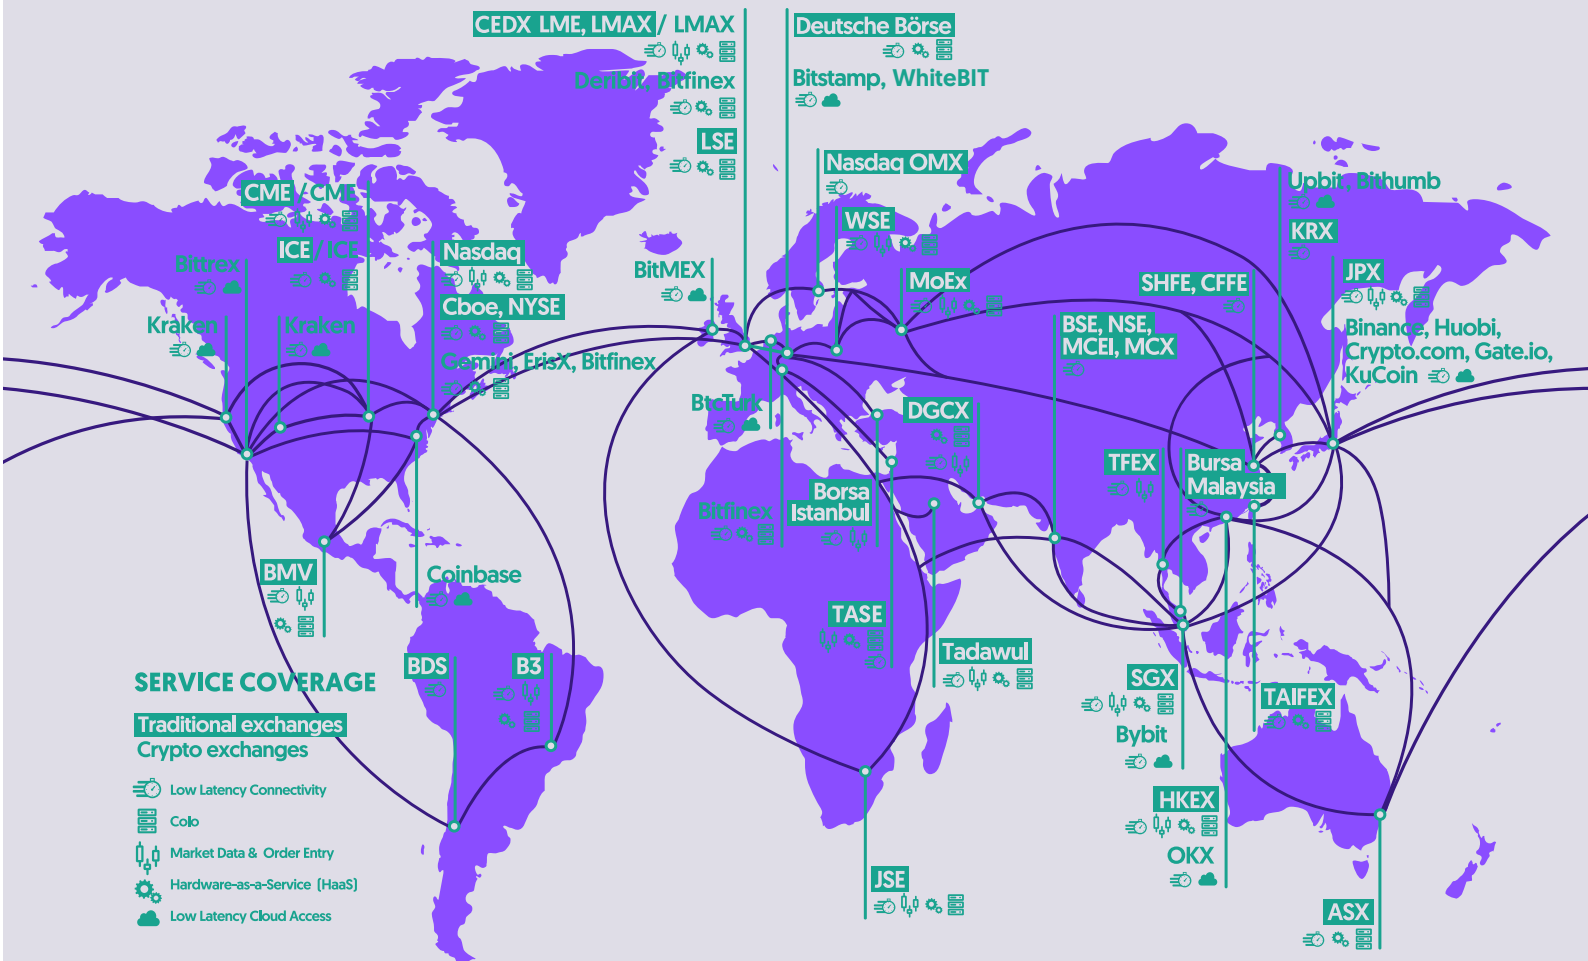 CEDX LME, LMAX / LMAX
Deribit, Bitfinex
LSE
Deutsche Börse
Bitstamp, WhiteBIT
Nasdaq OMX
WSE
MoEx
Upbit, Bithumb
KRX
JPX
Binance, Huobi,
Crypto.com, Gate.io,
KuCoin
SHFE, CFFE
BSE, NSE,
MCEI, MCX
CME / CME
ICE / ICE
Bittrex
Kraken
Kraken
Nasdaq
Cboe, NYSE
Gemini, ErisX, Bitfinex
BitMEX
BtcTurk
DGCX
TFEX
Bursa
Malaysia
Borsa
Istanbul
Bitfinex
BMV
Coinbase
TASE
Tadawul
BDS
B3
SGX
Bybit
TAIFEX
HKEX
OKX
JSE
ASX
SERVICE COVERAGE
Traditional exchanges
Crypto exchanges
Low Latency Connectivity
Colo
Market Data & Order Entry
Hardware-as-a-Service (HaaS)
Low Latency Cloud Access